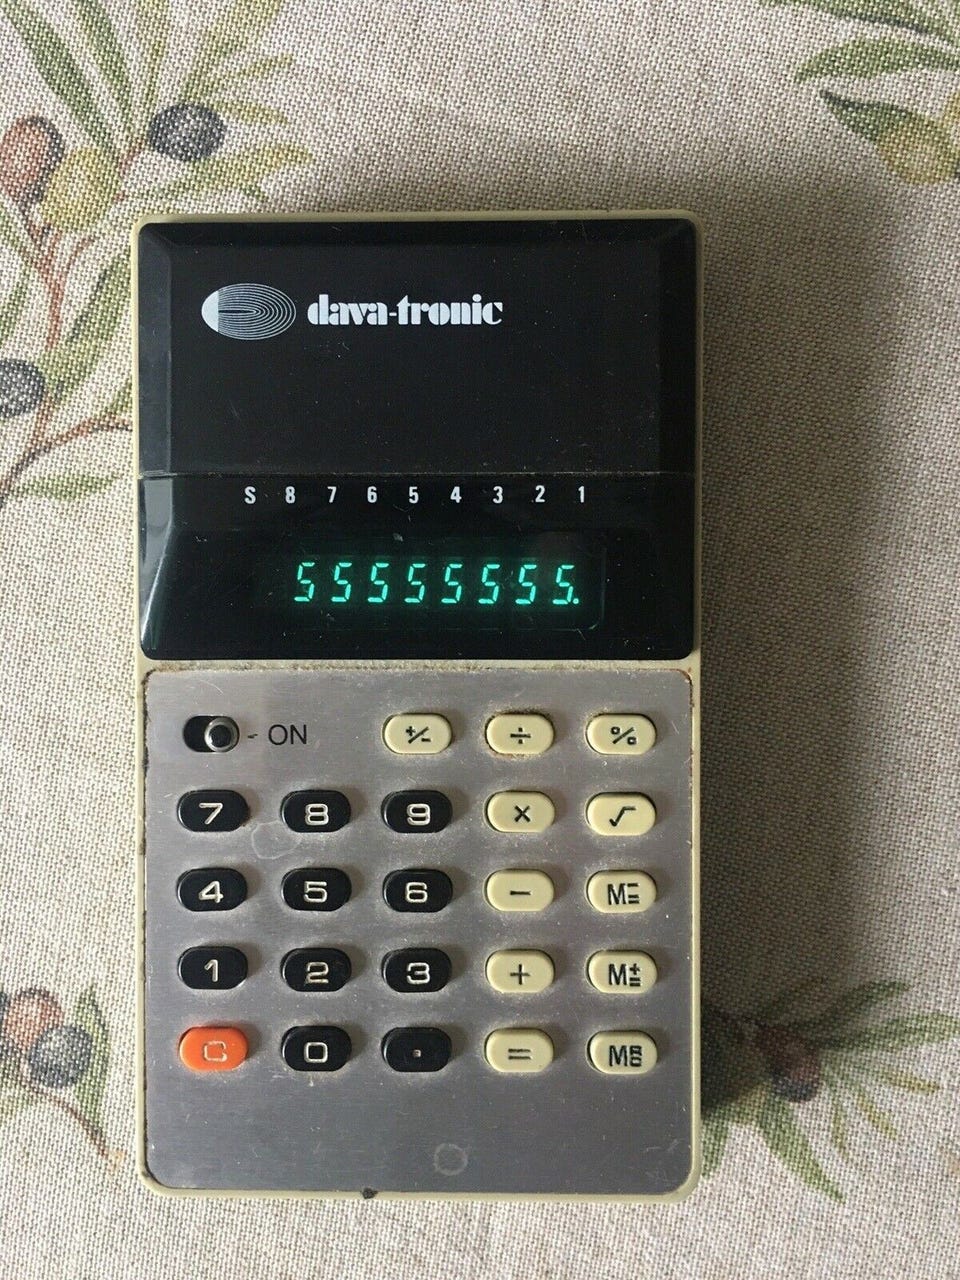 dava-tronic
S 8 7 6 5 4 3 2 1
55555555.
- ON +/- ÷ %
7 8 9 × √
4 5 6 − M=
1 2 3 + M±
C 0 . =